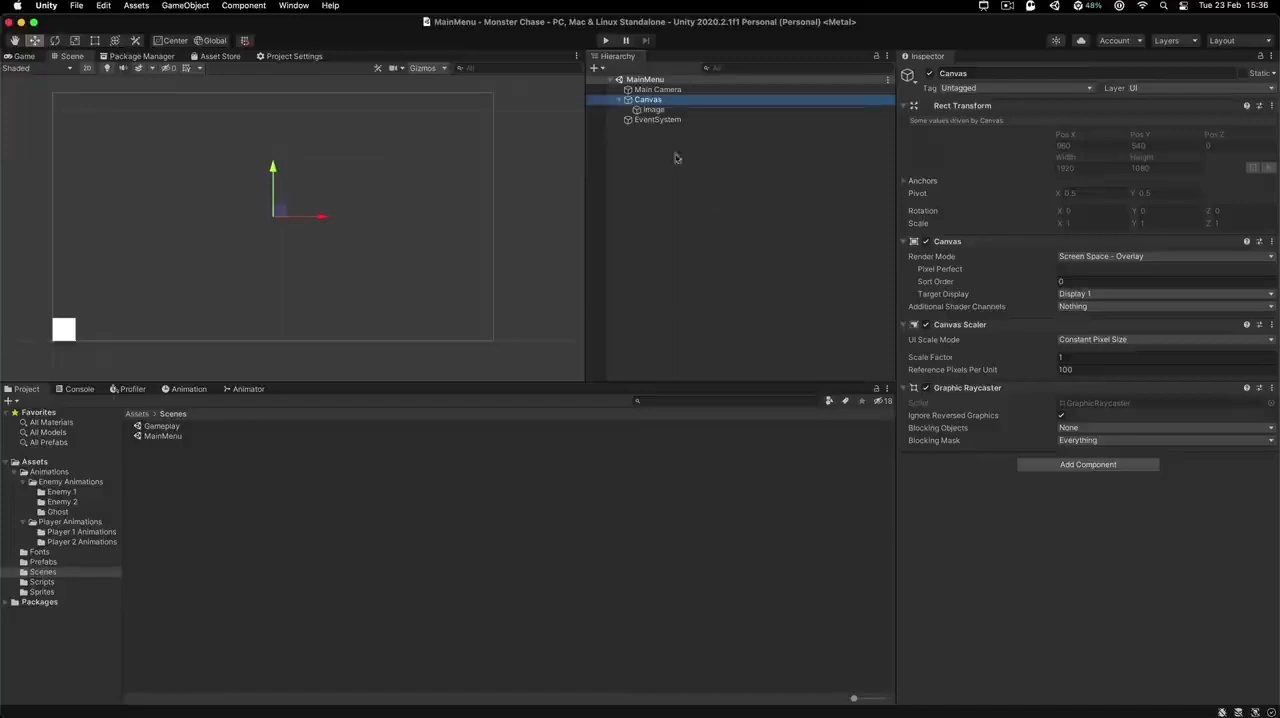 Unity File Edit Assets GameObject Component Window Help 48% Tue 23 Feb 15:36
MainMenu - Monster Chase - PC, Mac & Linux Standalone - Unity 2020.2.1f1 Personal (Personal) <Metal>
Center Global Account Layers Layout
Game Scene Package Manager Asset Store Project Settings
Shaded 2D 0 Gizmos All
Hierarchy
All
MainMenu
Main Camera
Canvas
Image
EventSystem
Inspector
Canvas Static
Tag Untagged Layer UI
Rect Transform
Some values driven by Canvas.
Pos X Pos Y Pos Z
960 540 0
Width Height
1920 1080
Anchors
Pivot X 0.5 Y 0.5
Rotation X 0 Y 0 Z 0
Scale X 1 Y 1 Z 1
Canvas
Render Mode Screen Space - Overlay
Pixel Perfect
Sort Order 0
Target Display Display 1
Additional Shader Channels Nothing
Canvas Scaler
UI Scale Mode Constant Pixel Size
Scale Factor 1
Reference Pixels Per Unit 100
Graphic Raycaster
Script GraphicRaycaster
Ignore Reversed Graphics
Blocking Objects None
Blocking Mask Everything
Add Component
Project Console Profiler Animation Animator
18
Favorites
All Materials
All Models
All Prefabs
Assets
Animations
Enemy Animations
Enemy 1
Enemy 2
Ghost
Player Animations
Player 1 Animations
Player 2 Animations
Fonts
Prefabs
Scenes
Scripts
Sprites
Packages
Assets > Scenes
Gameplay
MainMenu